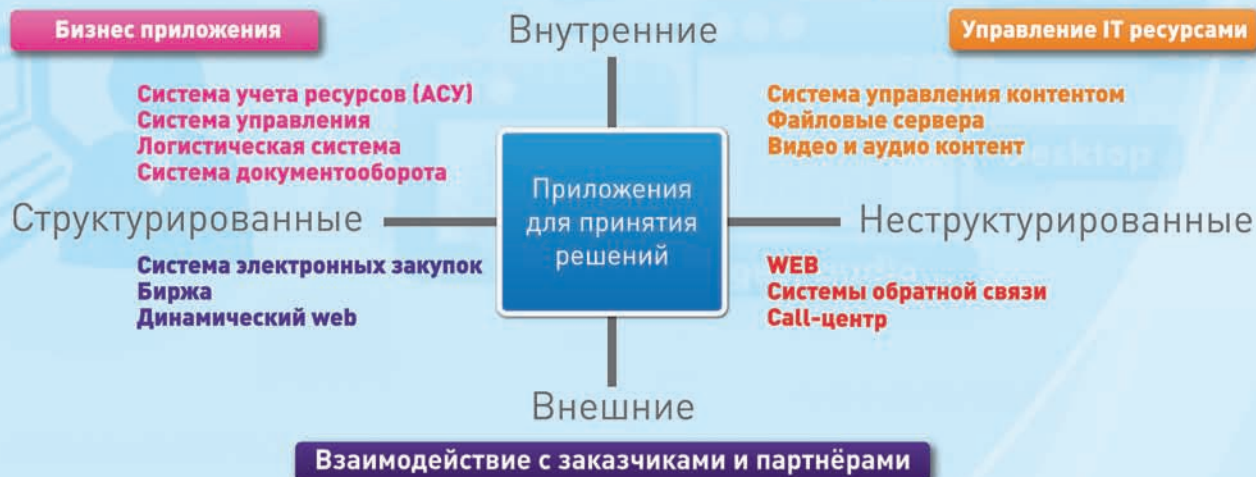 Бизнес приложения
Внутренние
Управление IT ресурсами
Система учета ресурсов (АСУ)
Система управления
Логистическая система
Система документооборота
Система управления контентом
Файловые сервера
Видео и аудио контент
Desktop
Структурированные
Приложения
для принятия
решений
Неструктурированные
Система электронных закупок
Биржа
Динамический web
WEB
Системы обратной связи
Call-центр
Внешние
Взаимодействие с заказчиками и партнёрами